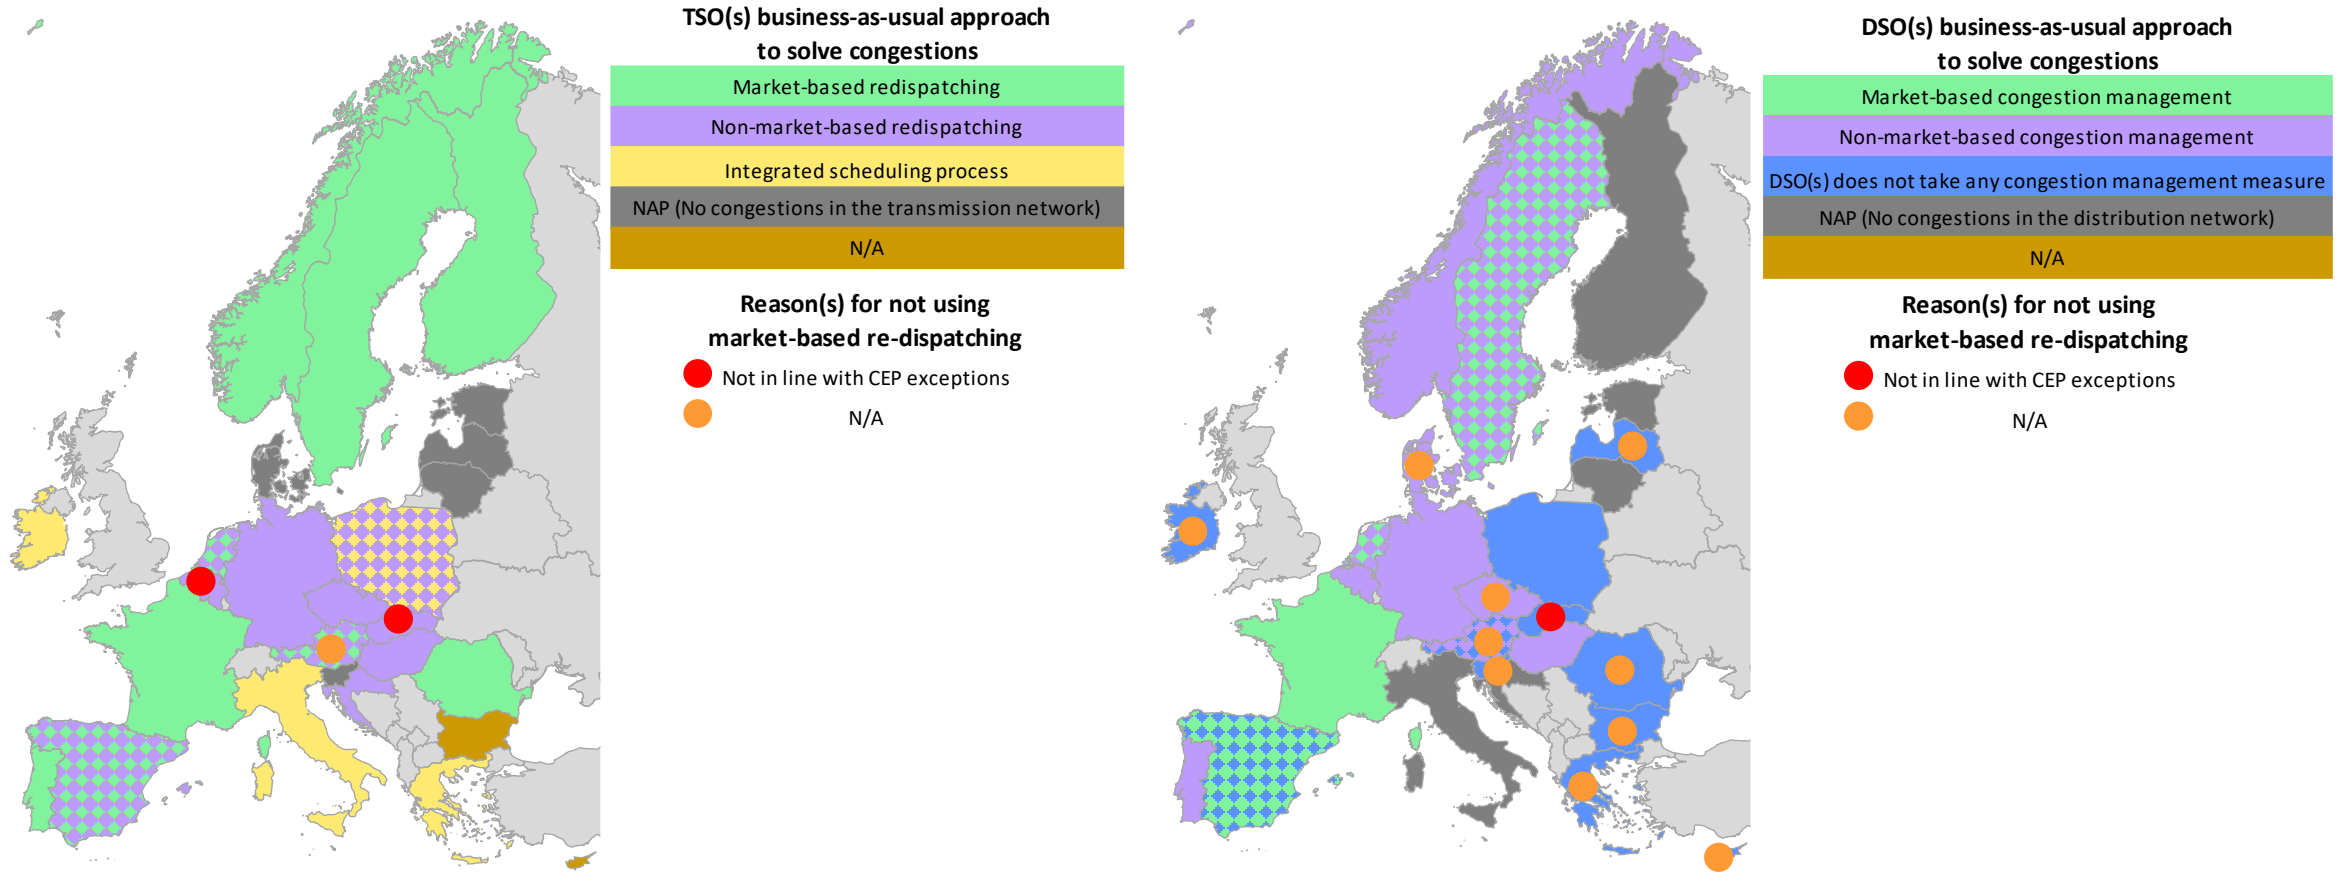 TSO(s) business-as-usual approach
to solve congestions
Market-based redispatching
Non-market-based redispatching
Integrated scheduling process
NAP (No congestions in the transmission network)
N/A
Reason(s) for not using
market-based re-dispatching
Not in line with CEP exceptions
N/A
DSO(s) business-as-usual approach
to solve congestions
Market-based congestion management
Non-market-based congestion management
DSO(s) does not take any congestion management measure
NAP (No congestions in the distribution network)
N/A
Reason(s) for not using
market-based re-dispatching
Not in line with CEP exceptions
N/A